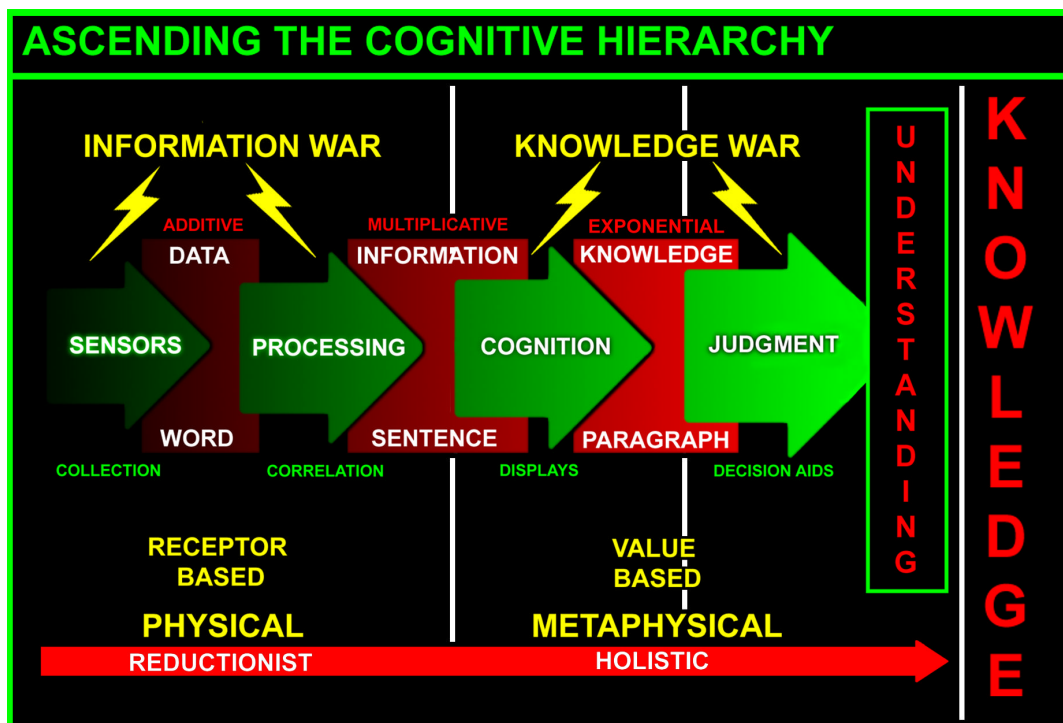 ASCENDING THE COGNITIVE HIERARCHY
INFORMATION WAR
KNOWLEDGE WAR
ADDITIVE
MULTIPLICATIVE
EXPONENTIAL
DATA
INFORMATION
KNOWLEDGE
SENSORS
PROCESSING
COGNITION
JUDGMENT
WORD
SENTENCE
PARAGRAPH
COLLECTION
CORRELATION
DISPLAYS
DECISION AIDS
RECEPTOR
BASED
VALUE
BASED
PHYSICAL
METAPHYSICAL
REDUCTIONIST
HOLISTIC
UNDERSTANDING
KNOWLEDGE